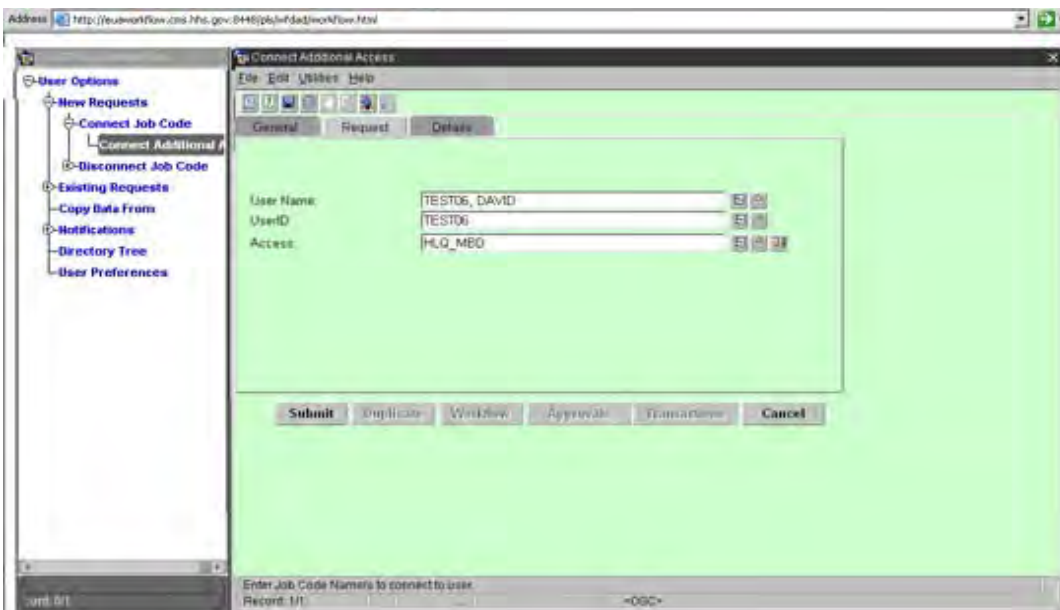 Address http://euaworkflow.cms.hhs.gov:8448/pls/wfdad/workflow.html
Connect Additional Access
File Edit Utilities Help
User Options
New Requests
Connect Job Code
Connect Additional A
Disconnect Job Code
Existing Requests
Copy Data From
Notifications
Directory Tree
User Preferences
General Request Details
User Name: TEST06, DAVID
UserID TEST06
Access: HLQ_MBD
Submit Duplicate Workflow Approvals Transactions Cancel
Enter Job Code Name/s to connect to user.
Record: 1/1 <OSC>